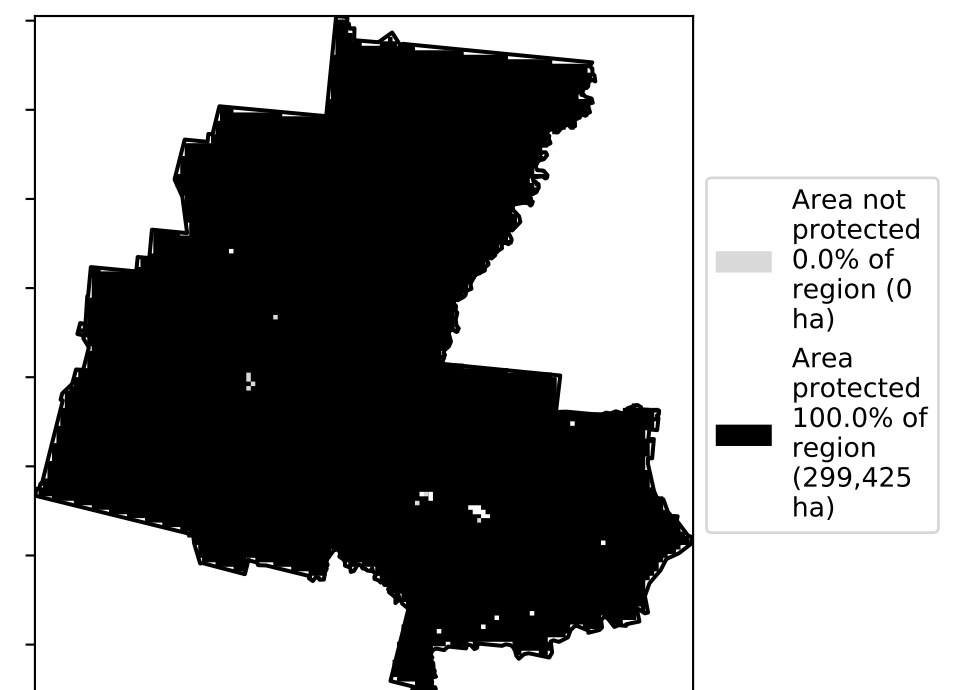 Area not
protected
0.0% of
region (0
ha)
Area
protected
100.0% of
region
(299,425
ha)